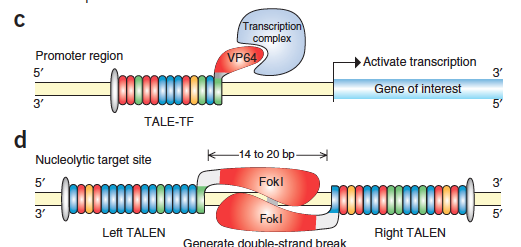 c
Transcription
complex
VP64
Promoter region
Activate transcription
5′
3′
Gene of interest
3′
5′
TALE-TF
d
14 to 20 bp
Nucleolytic target site
FokI
5′
3′
3′
5′
FokI
Left TALEN
Right TALEN
Generate double-strand break